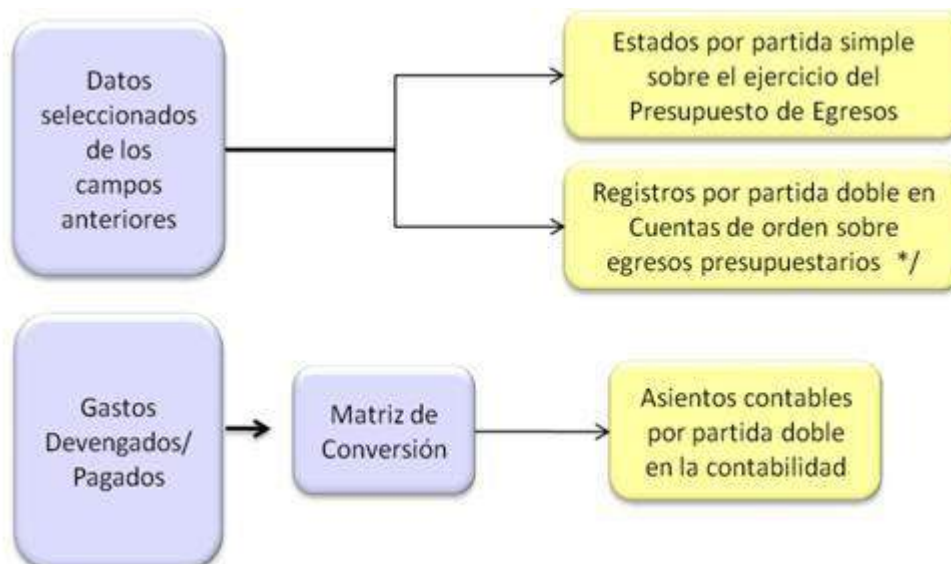 Datos
seleccionados
de los
campos
anteriores
Estados por partida simple
sobre el ejercicio del
Presupuesto de Egresos
Registros por partida doble en
Cuentas de orden sobre
egresos presupuestarios */
Gastos
Devengados/
Pagados
Matriz de
Conversión
Asientos contables
por partida doble
en la contabilidad